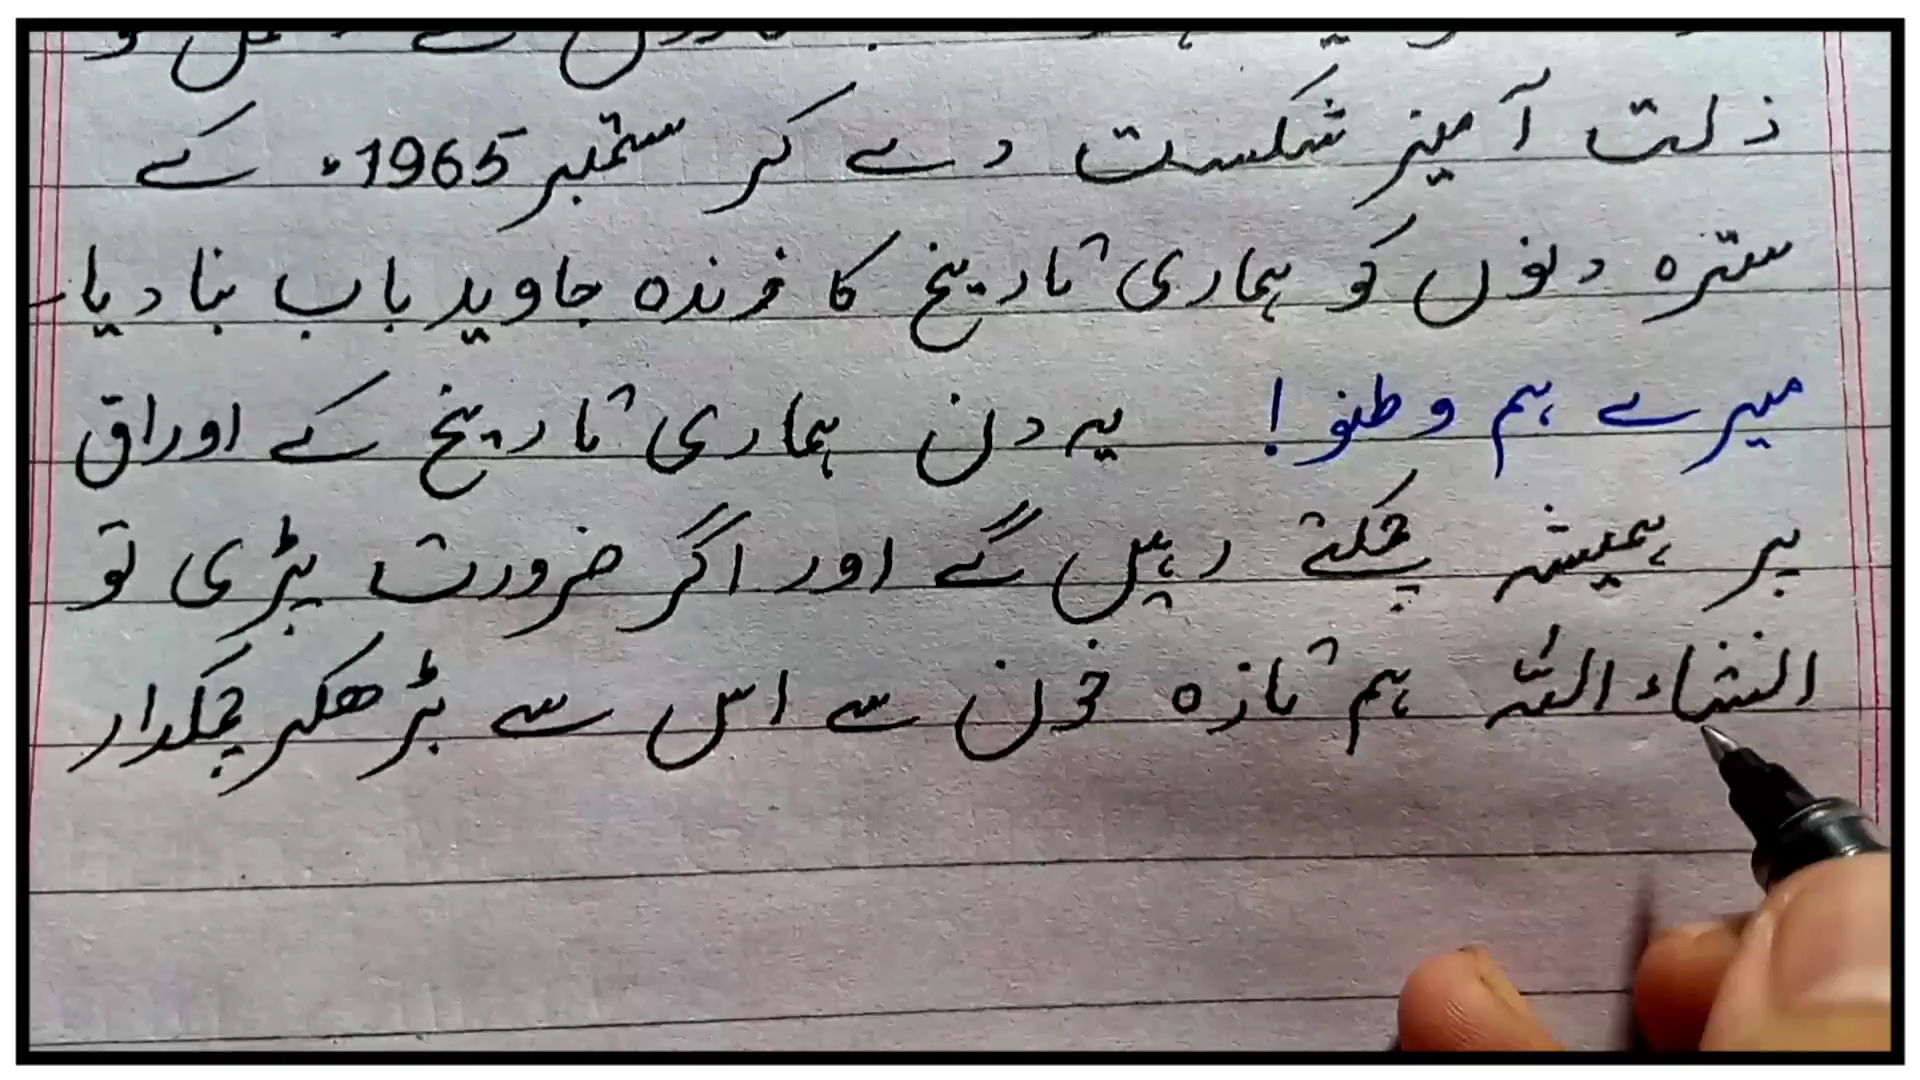 ذلت آمیز شکست دے کر ستمبر 1965ء کے
سترہ دنوں کو ہماری تاریخ کا فرندہ جاوید باب بنا دیا۔
میرے ہم وطنو! یہ دن ہماری تاریخ کے اوراق
پر ہمیشہ چمکتے رہیں گے اور اگر ضرورت پڑی تو
انشاء اللہ ہم تازہ خون سے اس سے بڑھکر چمکدار